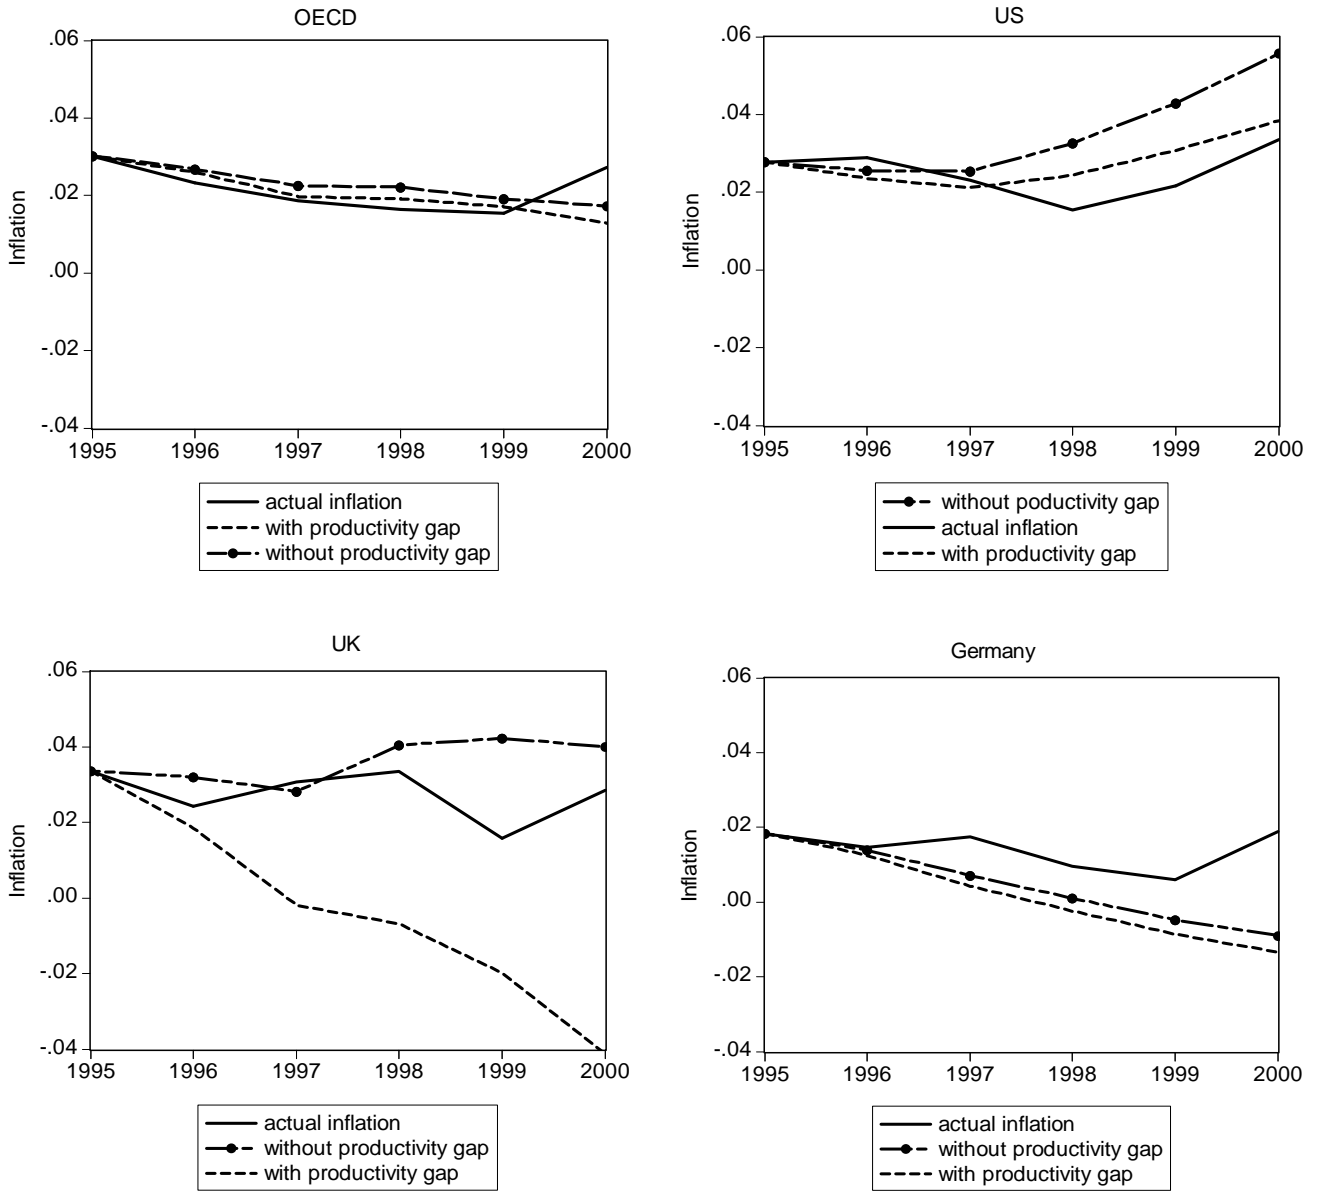 OECD
.06
.04
.02
.00
-.02
-.04
Inflation
1995 1996 1997 1998 1999 2000
actual inflation
with productivity gap
without productivity gap
US
.06
.04
.02
.00
-.02
-.04
Inflation
1995 1996 1997 1998 1999 2000
without poductivity gap
actual inflation
with productivity gap
UK
.06
.04
.02
.00
-.02
-.04
Inflation
1995 1996 1997 1998 1999 2000
actual inflation
without productivity gap
with productivity gap
Germany
.06
.04
.02
.00
-.02
-.04
Inflation
1995 1996 1997 1998 1999 2000
actual inflation
without productivity gap
with productivity gap